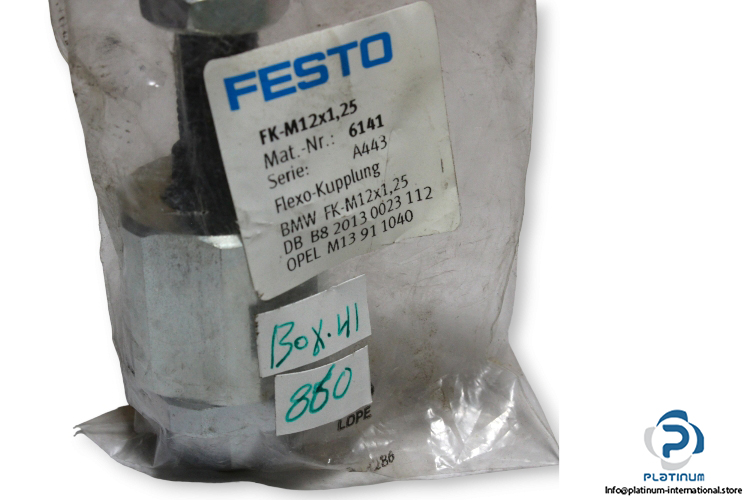 FESTO
FK-M12x1,25
Mat.-Nr.: 6141
Serie: A443
Flexo-Kupplung
BMW FK-M12x1,25
DB B8 2013 0023 112
OPEL M13 91 1040
Box.41
860
LDPE
286
PLATINUM
Info@platinum-international.store